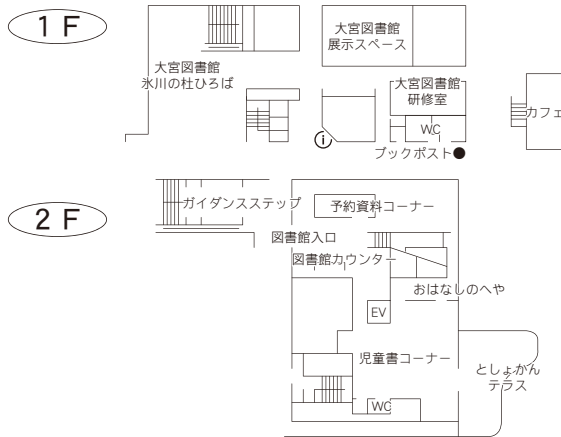 1F
大宮図書館
展示スペース
大宮図書館
氷川の杜ひろば
大宮図書館
研修室
カフェ
WC
i
ブックポスト●
2F
ガイダンスステップ
予約資料コーナー
図書館入口
図書館カウンター
おはなしのへや
EV
児童書コーナー
としょかん
テラス
WC